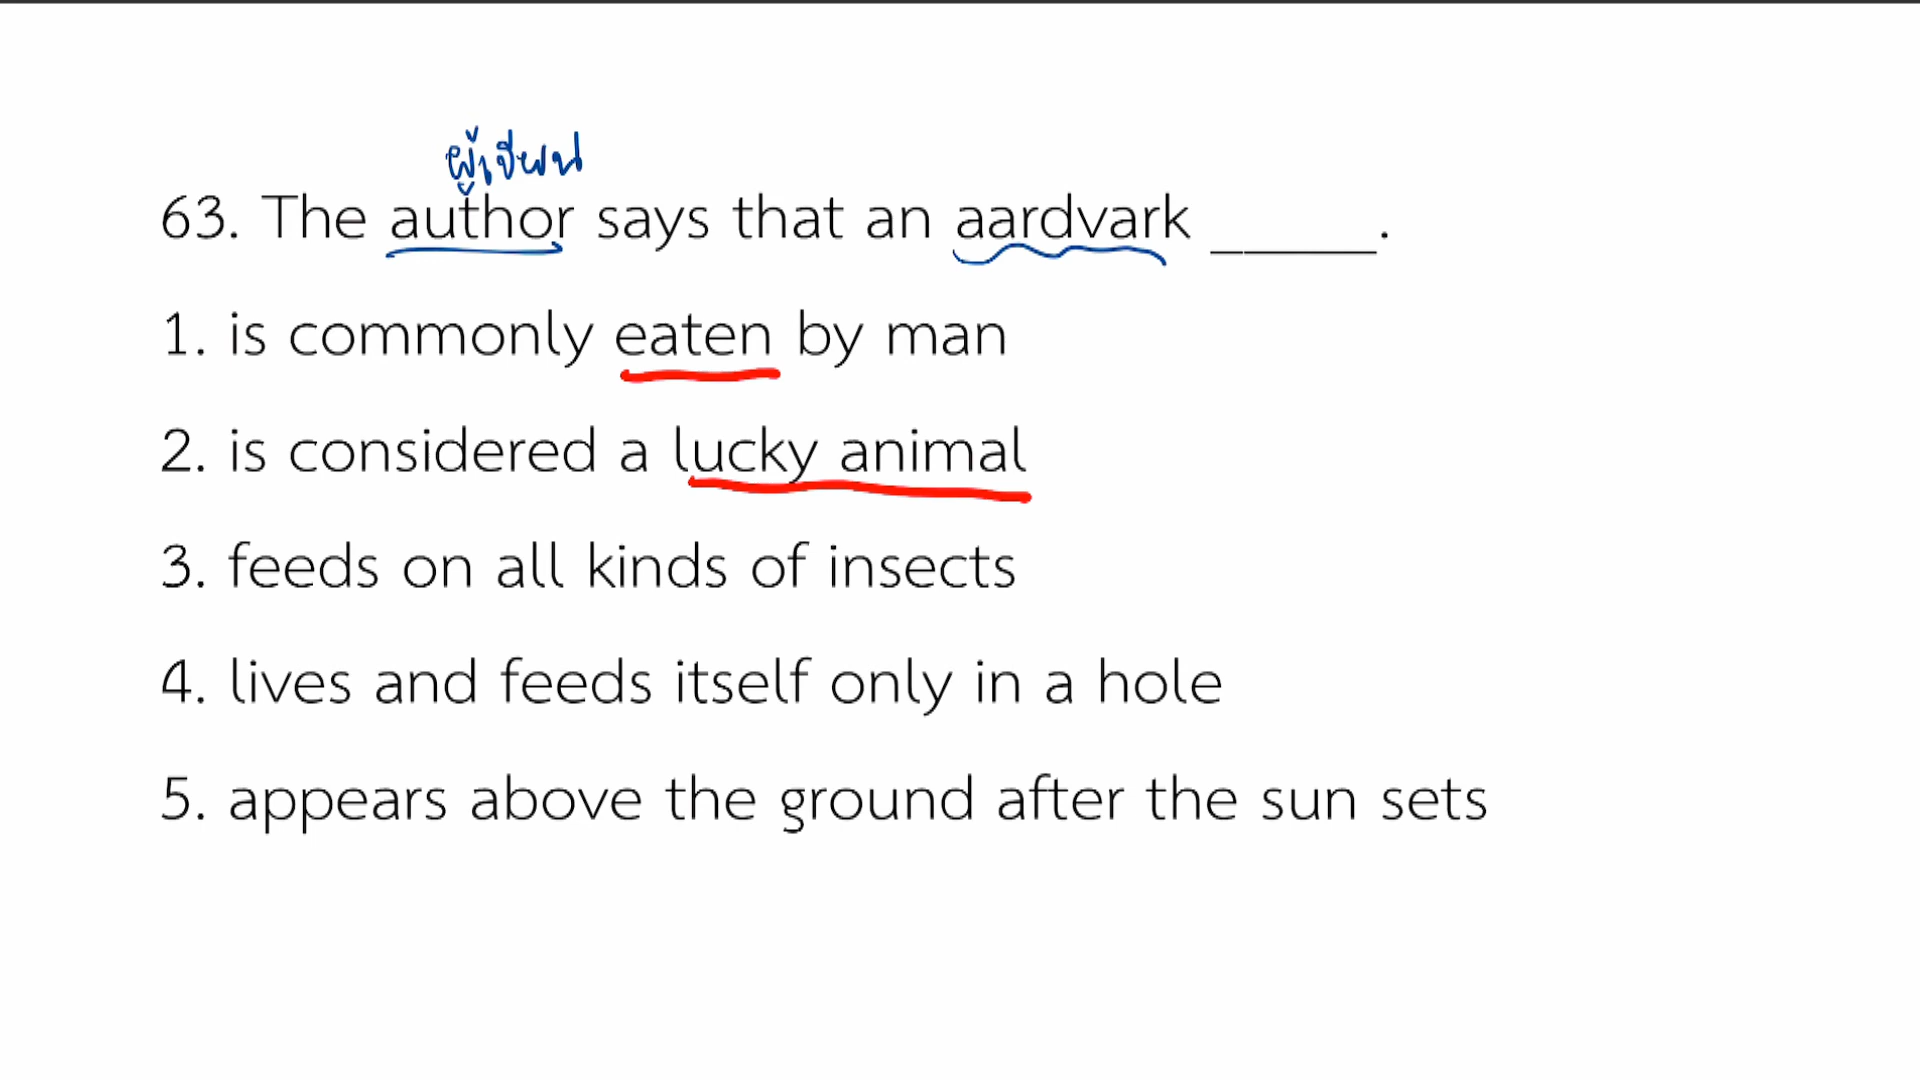 ผู้เขียน
63. The author says that an aardvark _____.
1. is commonly eaten by man
2. is considered a lucky animal
3. feeds on all kinds of insects
4. lives and feeds itself only in a hole
5. appears above the ground after the sun sets